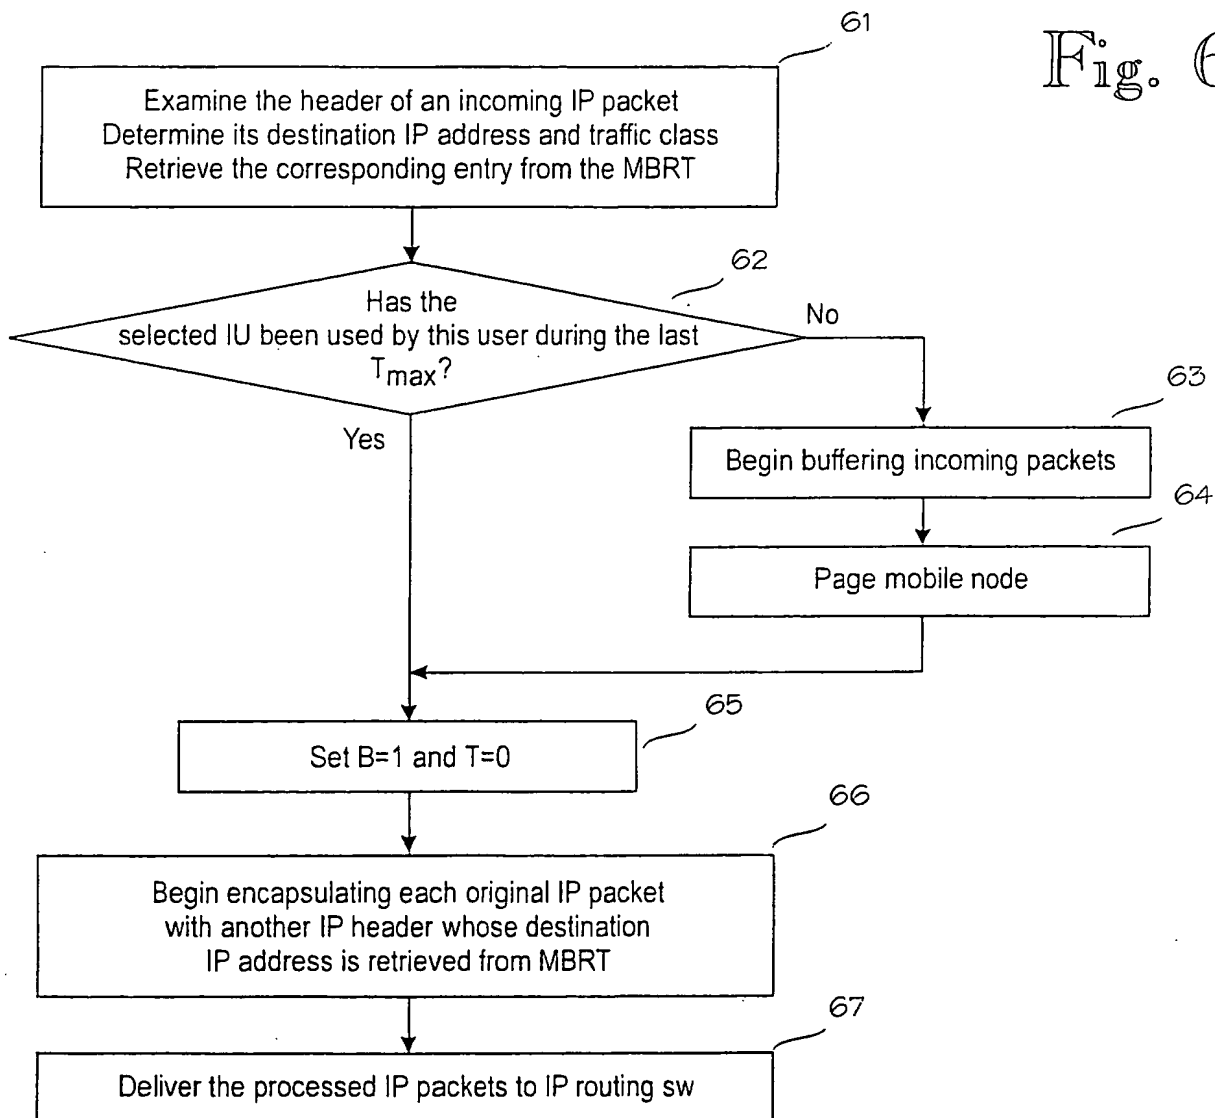 Fig. 6
61
Examine the header of an incoming IP packet
Determine its destination IP address and traffic class
Retrieve the corresponding entry from the MBRT
62
Has the
selected IU been used by this user during the last
Tmax?
No
Yes
63
Begin buffering incoming packets
64
Page mobile node
65
Set B=1 and T=0
66
Begin encapsulating each original IP packet
with another IP header whose destination
IP address is retrieved from MBRT
67
Deliver the processed IP packets to IP routing sw